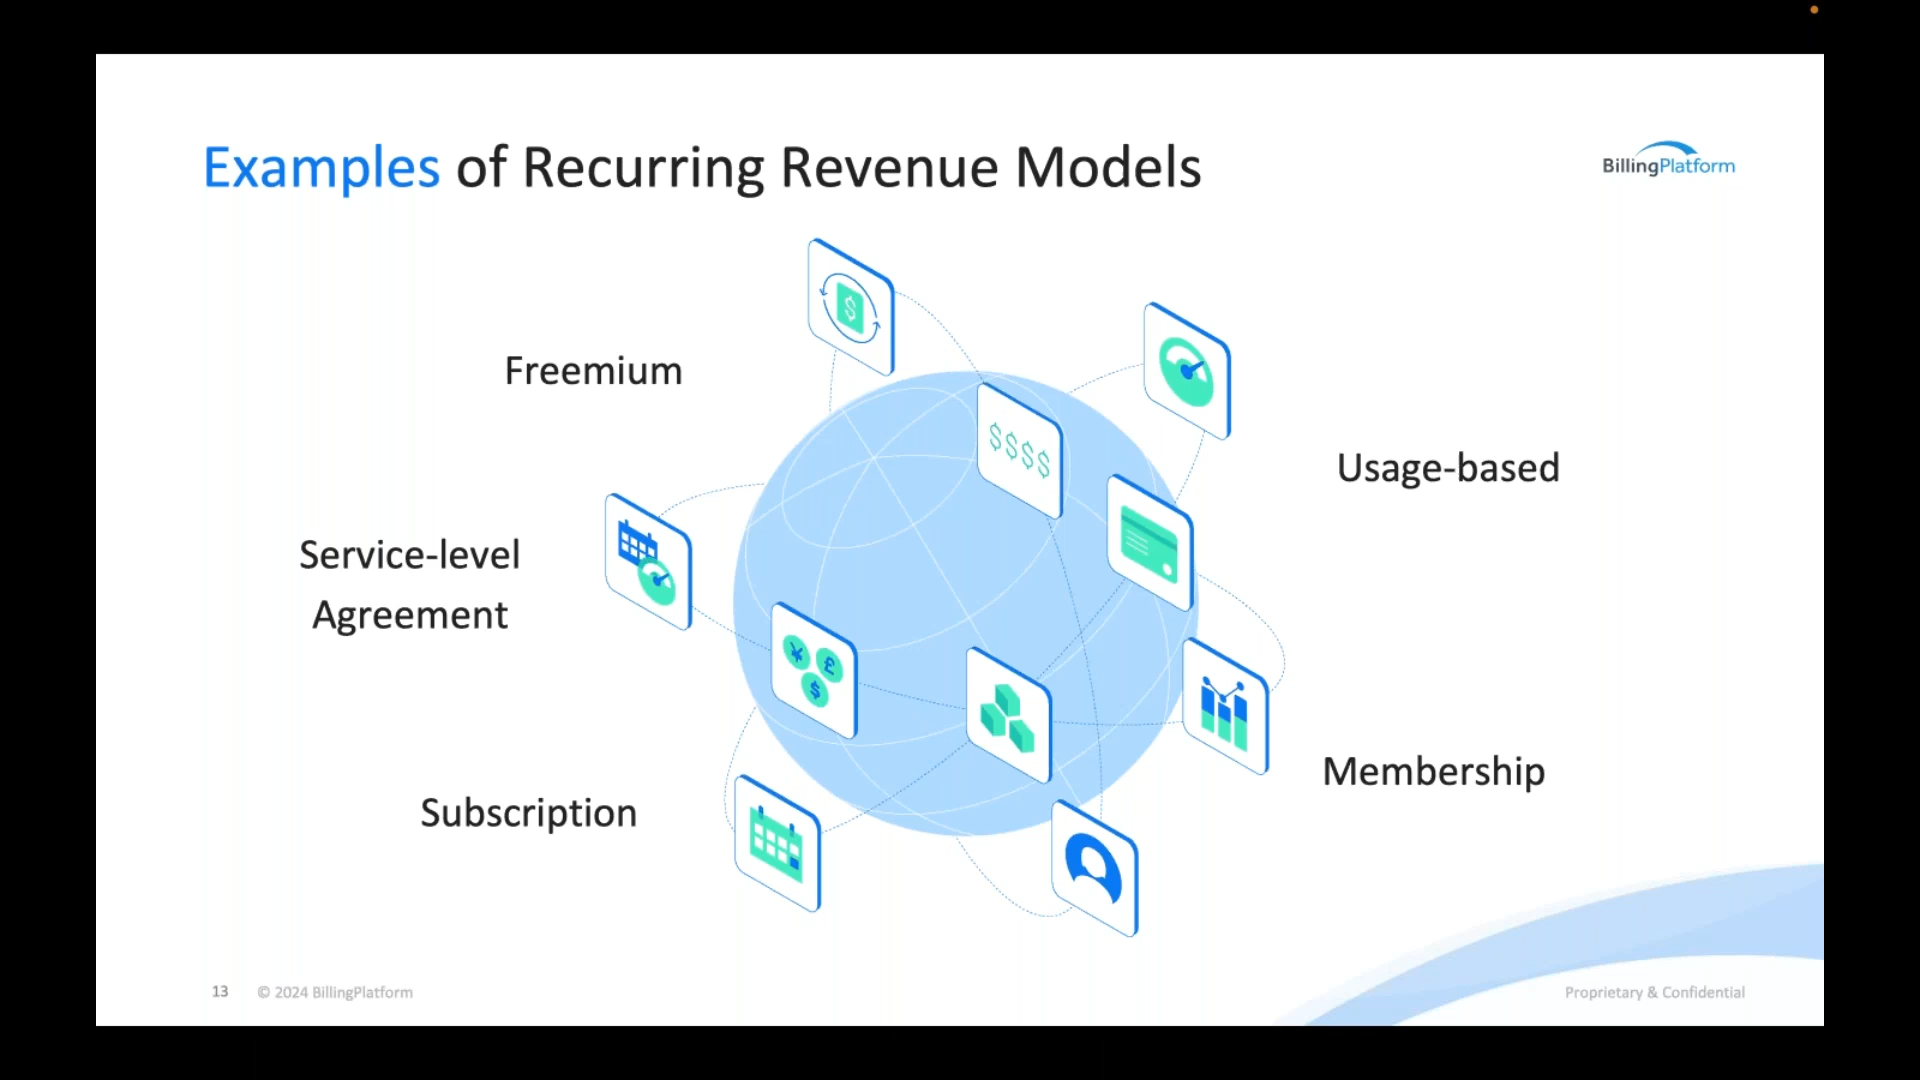 Examples of Recurring Revenue Models
BillingPlatform
Freemium
$
$$$$
Usage-based
Service-level
Agreement
¥ £
$
Membership
Subscription
13 © 2024 BillingPlatform
Proprietary & Confidential